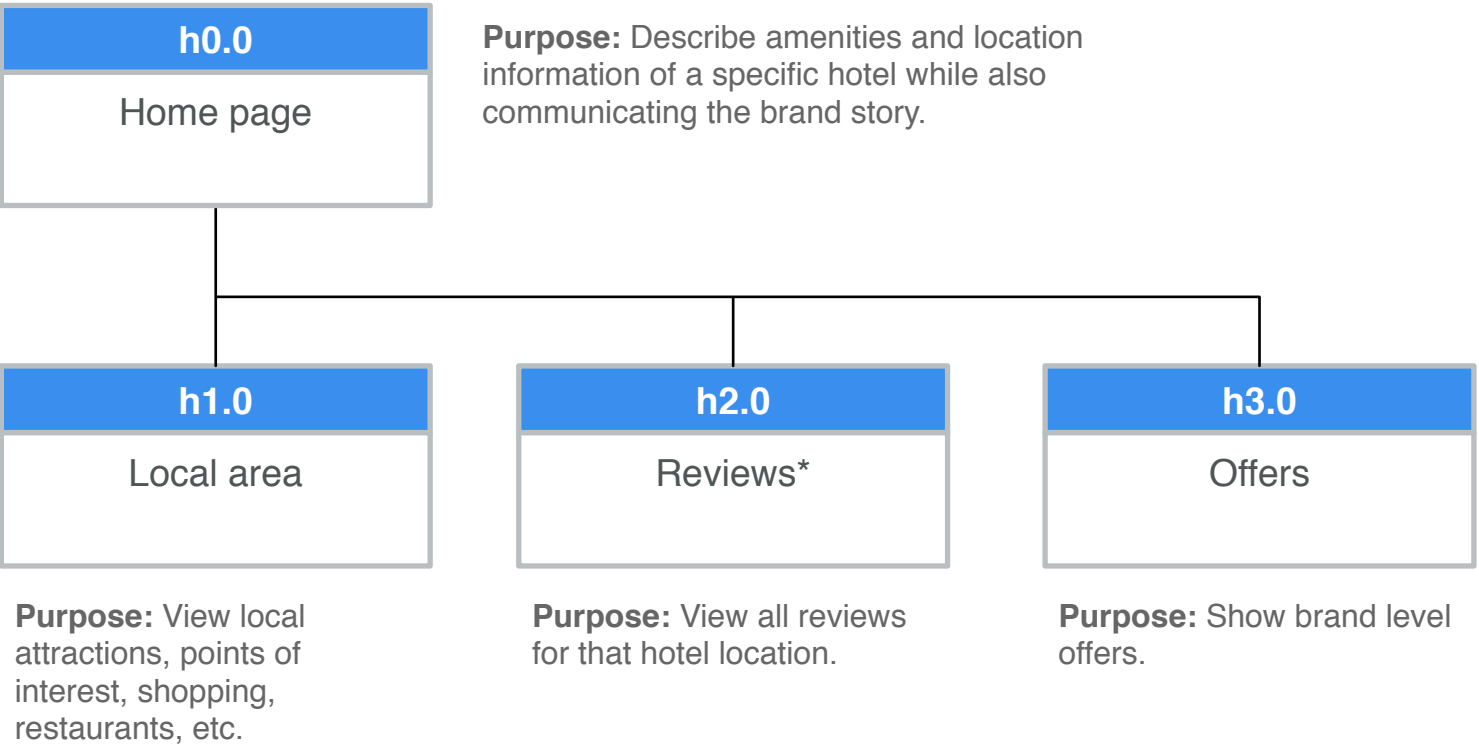 h0.0
Home page
Purpose: Describe amenities and location
information of a specific hotel while also
communicating the brand story.
h1.0
Local area
Purpose: View local
attractions, points of
interest, shopping,
restaurants, etc.
h2.0
Reviews*
Purpose: View all reviews
for that hotel location.
h3.0
Offers
Purpose: Show brand level
offers.